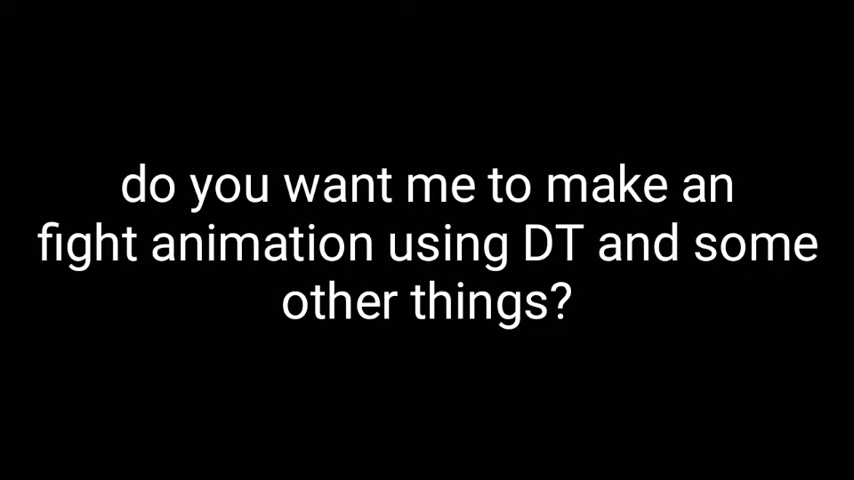 do you want me to make an
fight animation using DT and some
other things?